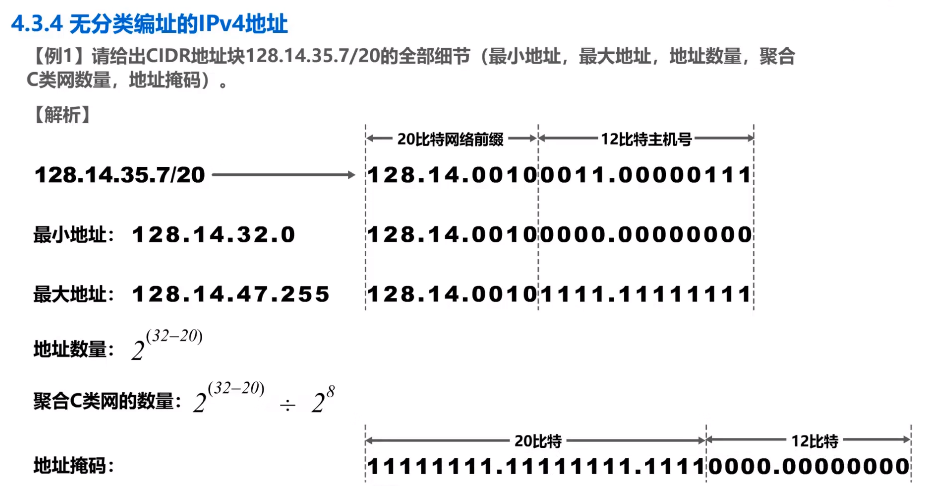 4.3.4 无分类编址的IPv4地址
【例1】请给出CIDR地址块128.14.35.7/20的全部细节（最小地址，最大地址，地址数量，聚合
C类网数量，地址掩码）。
【解析】
20比特网络前缀 12比特主机号
128.14.35.7/20 128.14.00100011.00000111
最小地址： 128.14.32.0 128.14.00100000.00000000
最大地址： 128.14.47.255 128.14.00101111.11111111
地址数量： 2^(32–20)
聚合C类网的数量： 2^(32–20) ÷ 2^8
20比特 12比特
地址掩码： 11111111.11111111.11110000.00000000